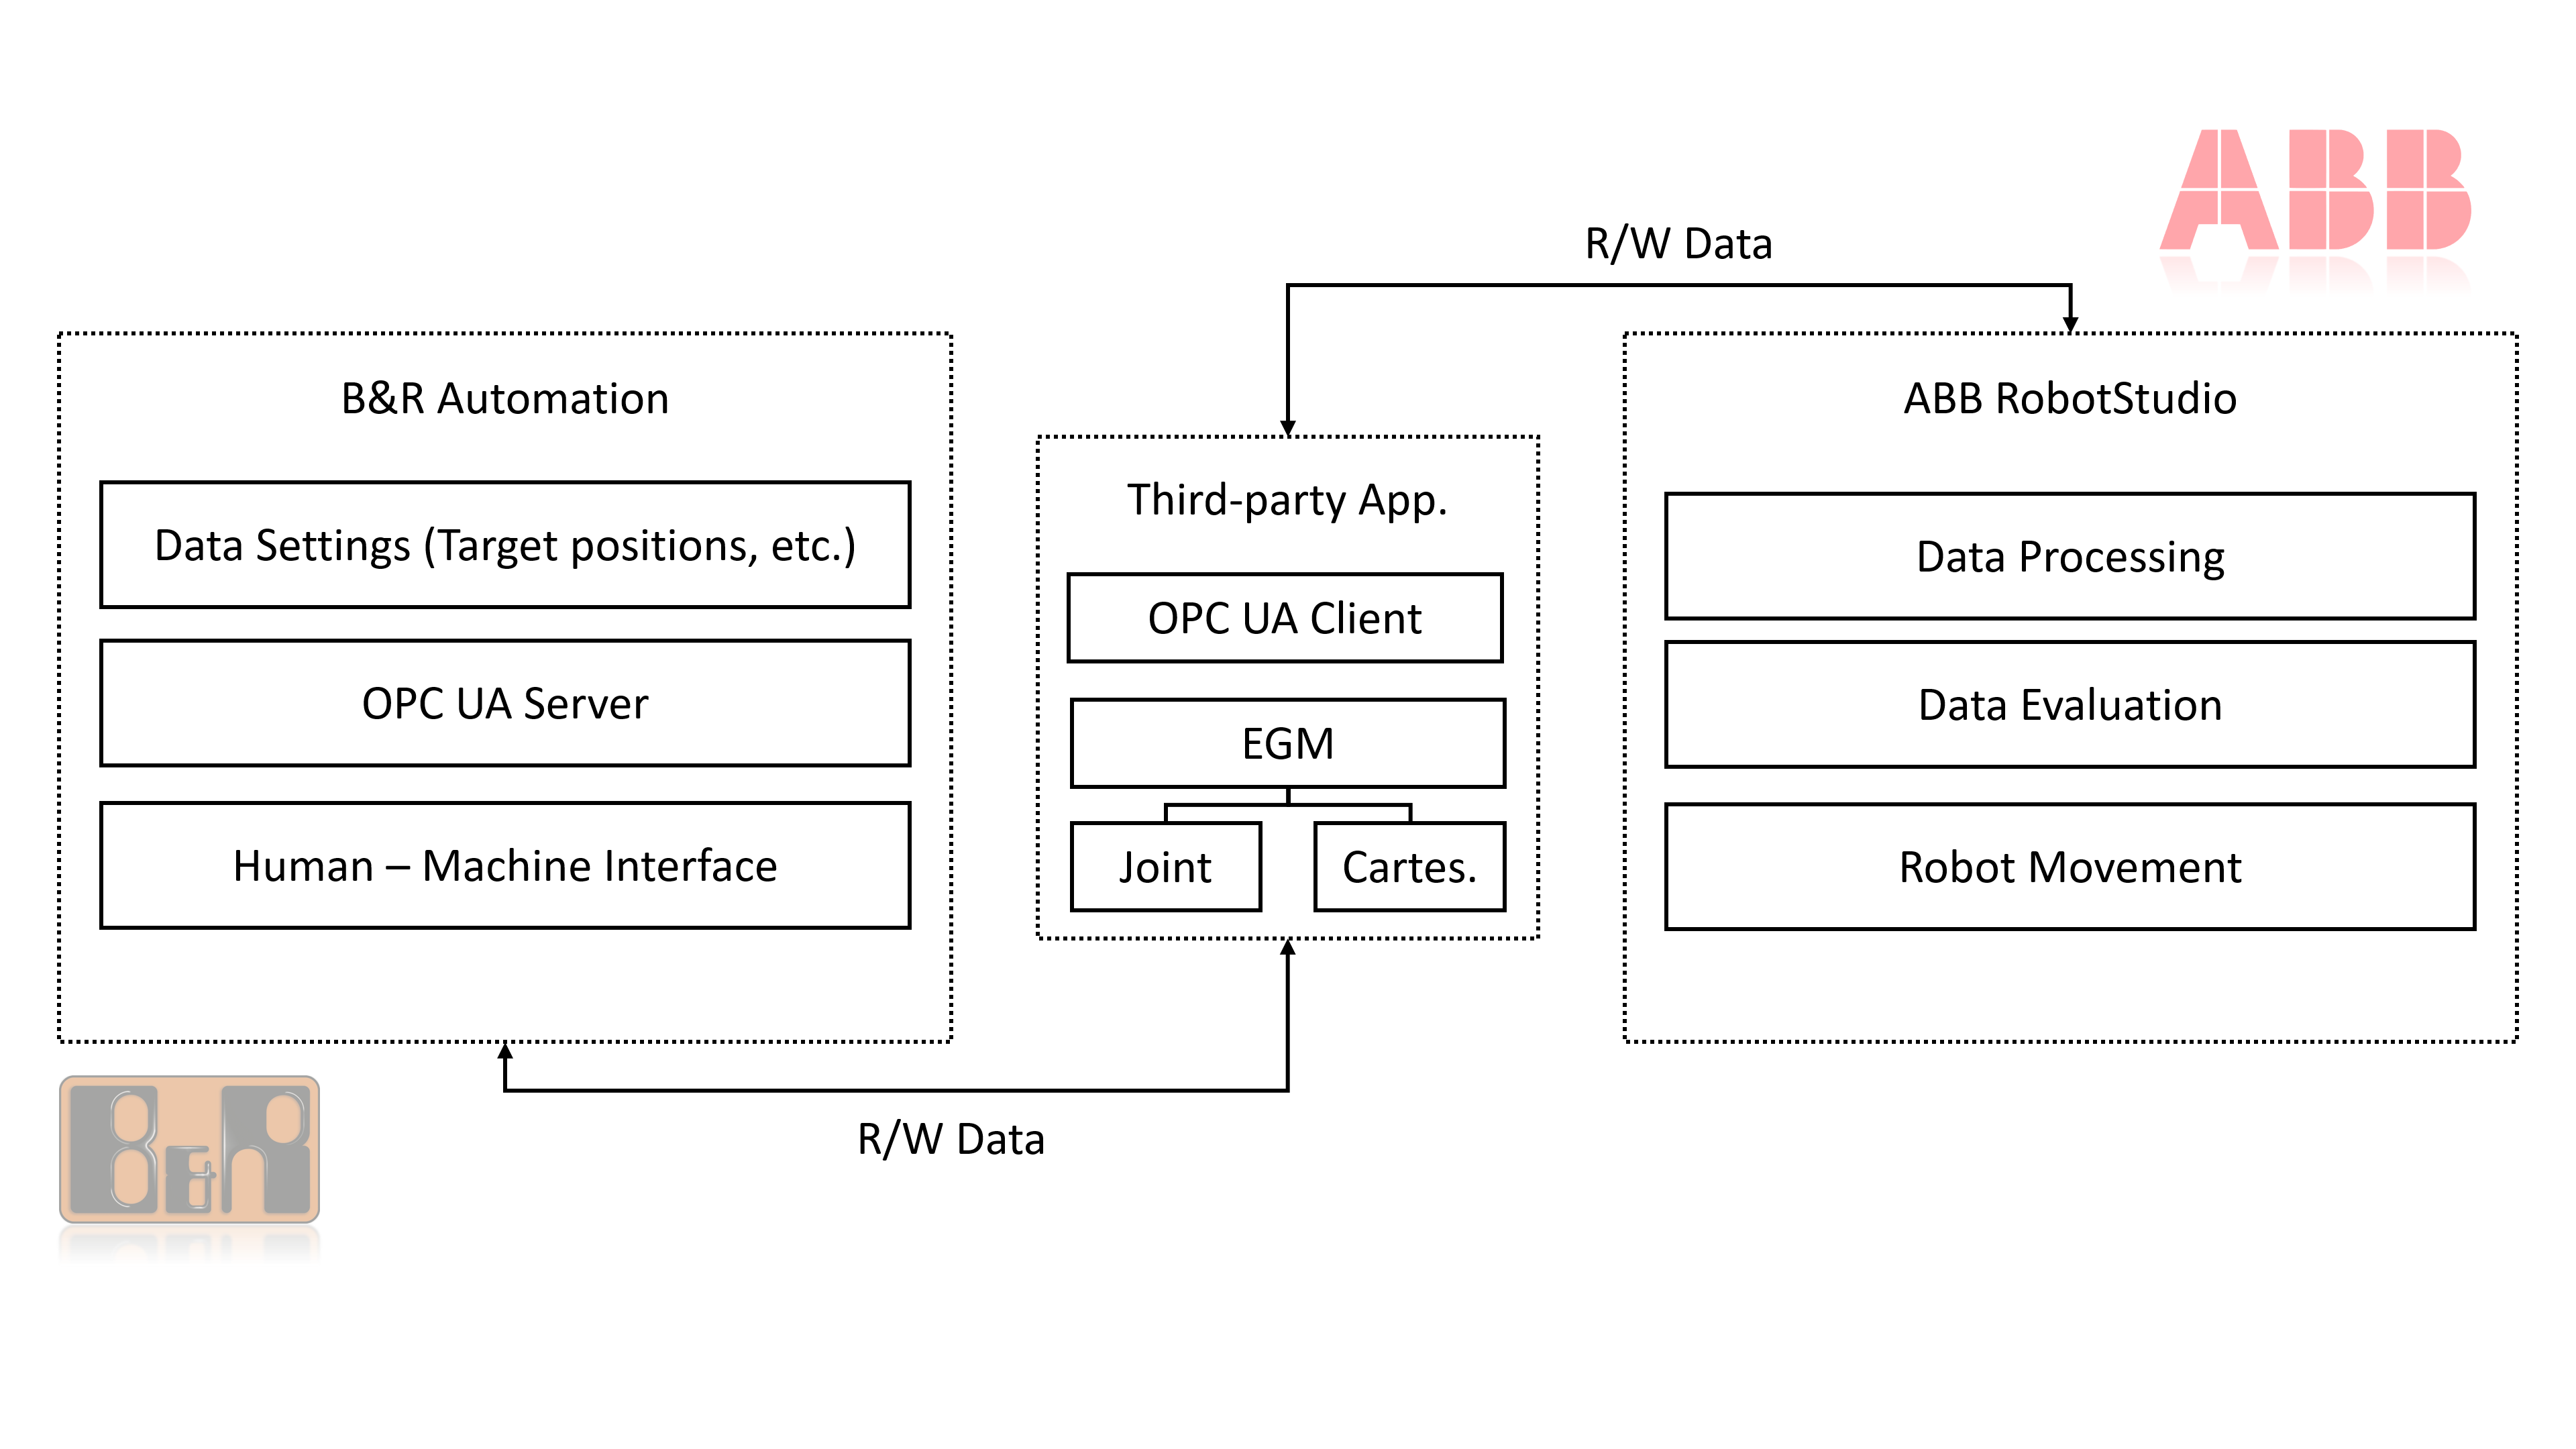 ABB
R/W Data
B&R Automation
Data Settings (Target positions, etc.)
OPC UA Server
Human – Machine Interface
Third-party App.
OPC UA Client
EGM
Joint
Cartes.
ABB RobotStudio
Data Processing
Data Evaluation
Robot Movement
R/W Data
B&R